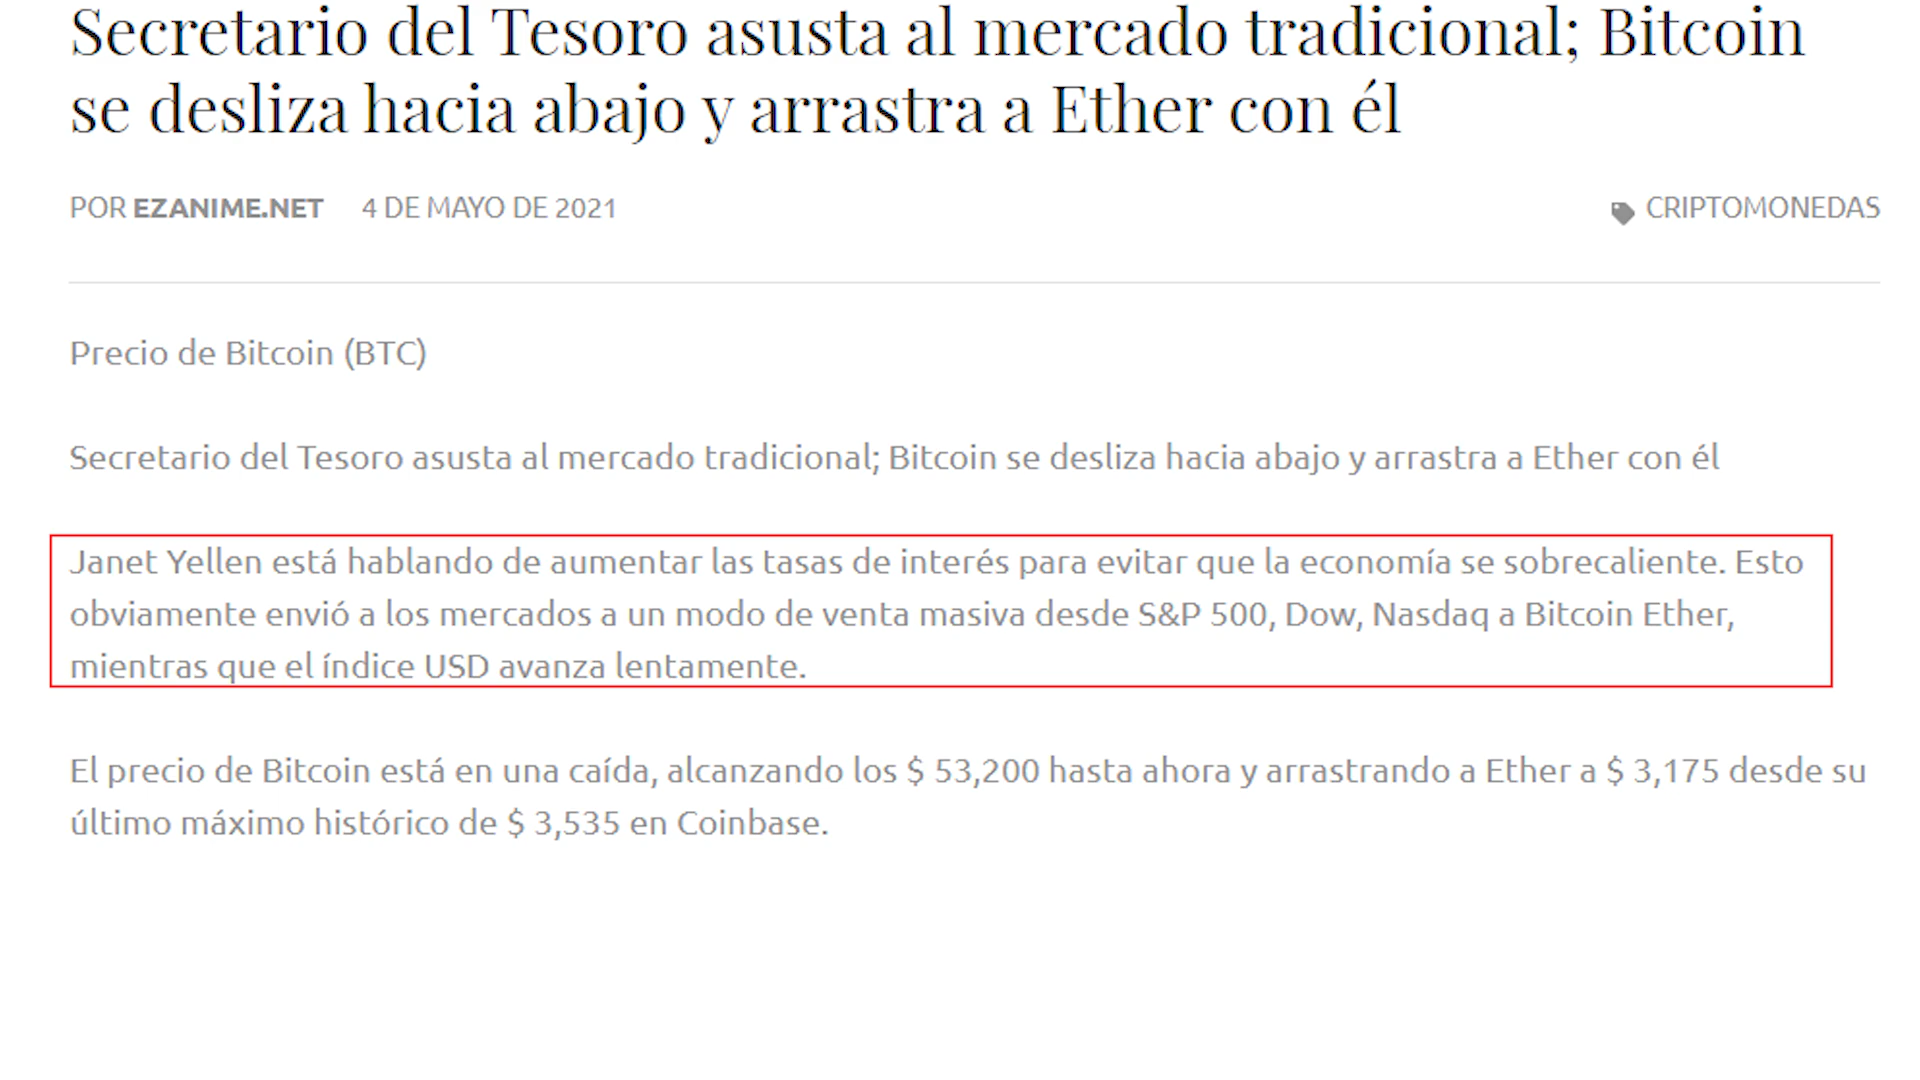 Secretario del Tesoro asusta al mercado tradicional; Bitcoin
se desliza hacia abajo y arrastra a Ether con él
POR EZANIME.NET 4 DE MAYO DE 2021 CRIPTOMONEDAS
Precio de Bitcoin (BTC)
Secretario del Tesoro asusta al mercado tradicional; Bitcoin se desliza hacia abajo y arrastra a Ether con él
Janet Yellen está hablando de aumentar las tasas de interés para evitar que la economía se sobrecaliente. Esto
obviamente envió a los mercados a un modo de venta masiva desde S&P 500, Dow, Nasdaq a Bitcoin Ether,
mientras que el índice USD avanza lentamente.
El precio de Bitcoin está en una caída, alcanzando los $ 53,200 hasta ahora y arrastrando a Ether a $ 3,175 desde su
último máximo histórico de $ 3,535 en Coinbase.